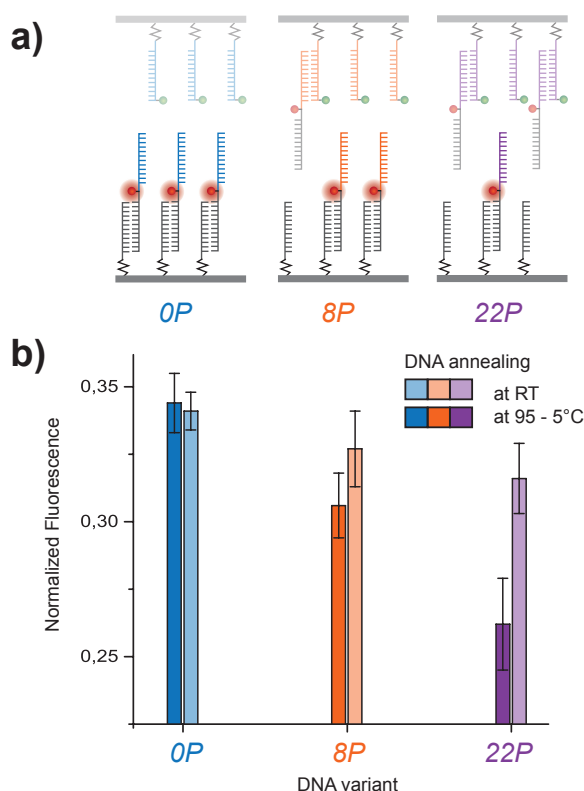 a)
0P
8P
22P
b)
DNA annealing
at RT
at 95 - 5°C
0,35
0,30
0,25
Normalized Fluorescence
0P
8P
22P
DNA variant